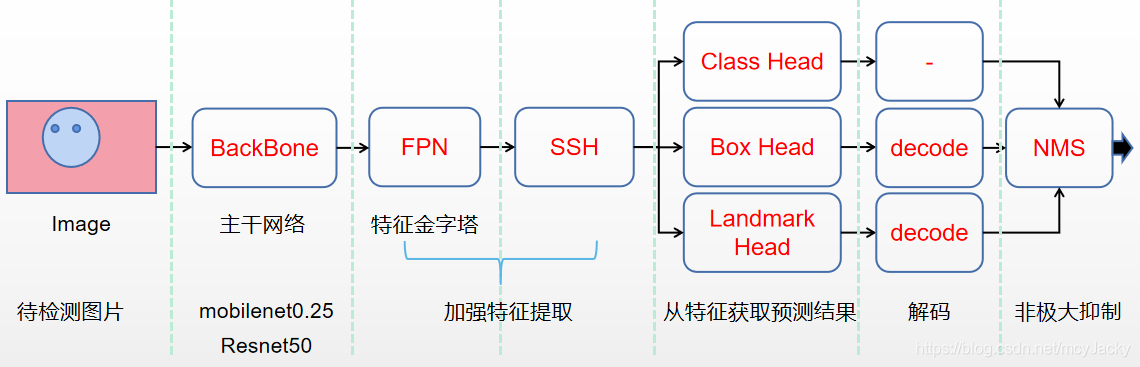 Class Head
-
BackBone
FPN
SSH
Box Head
decode
NMS
Landmark
Head
decode
Image
主干网络
特征金字塔
待检测图片
mobilenet0.25
Resnet50
加强特征提取
从特征获取预测结果
解码
非极大抑制
https://blog.csdn.net/mcyJacky